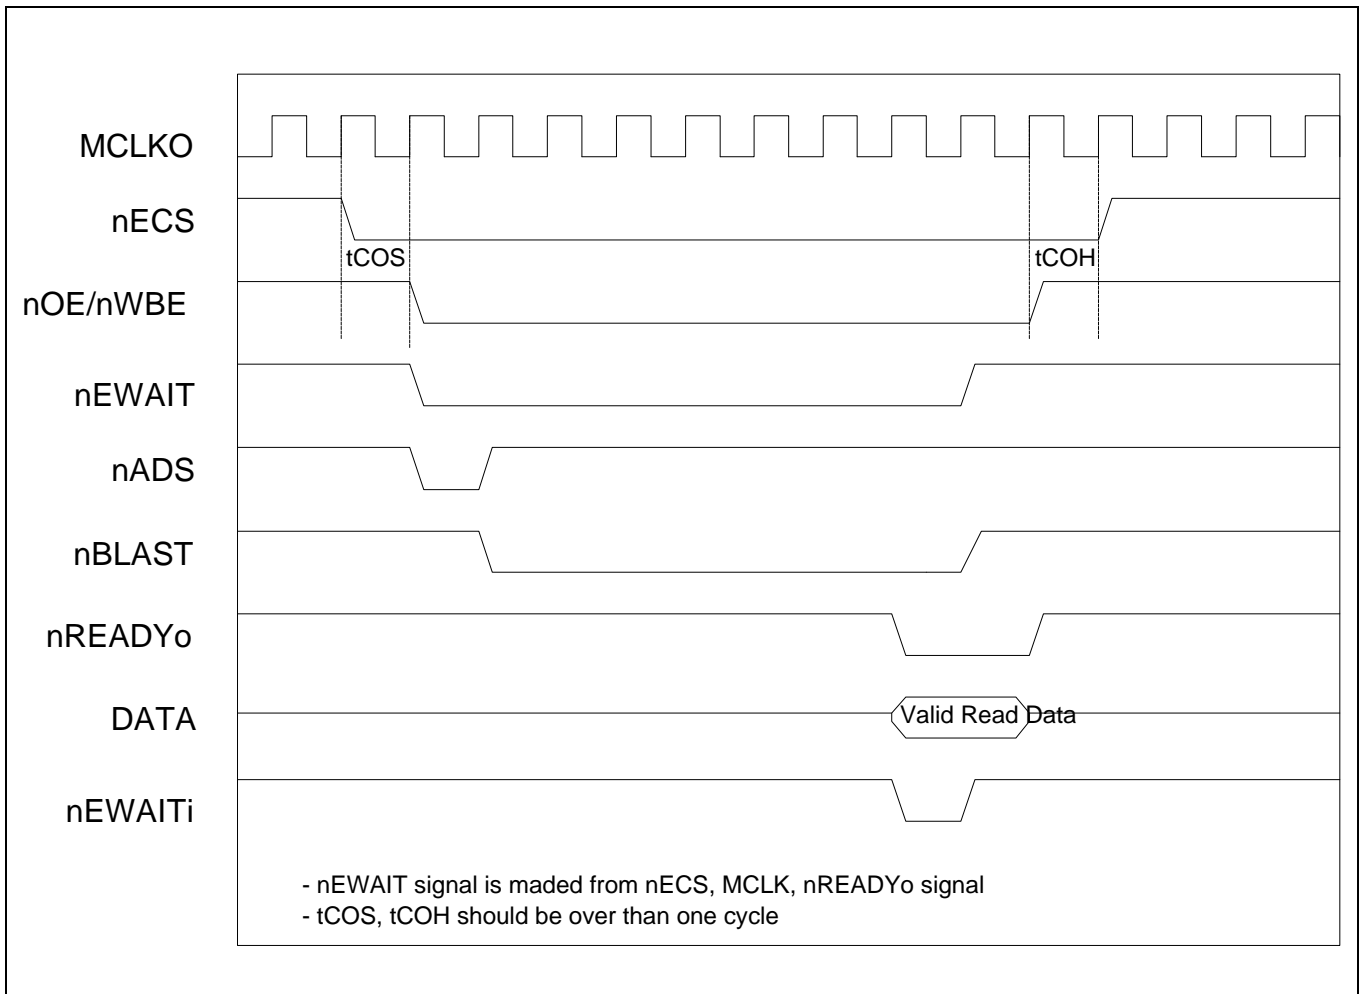 MCLKO
nECS
tCOS
tCOH
nOE/nWBE
nEWAIT
nADS
nBLAST
nREADYo
DATA
Valid Read Data
nEWAITi
- nEWAIT signal is maded from nECS, MCLK, nREADYo signal
- tCOS, tCOH should be over than one cycle